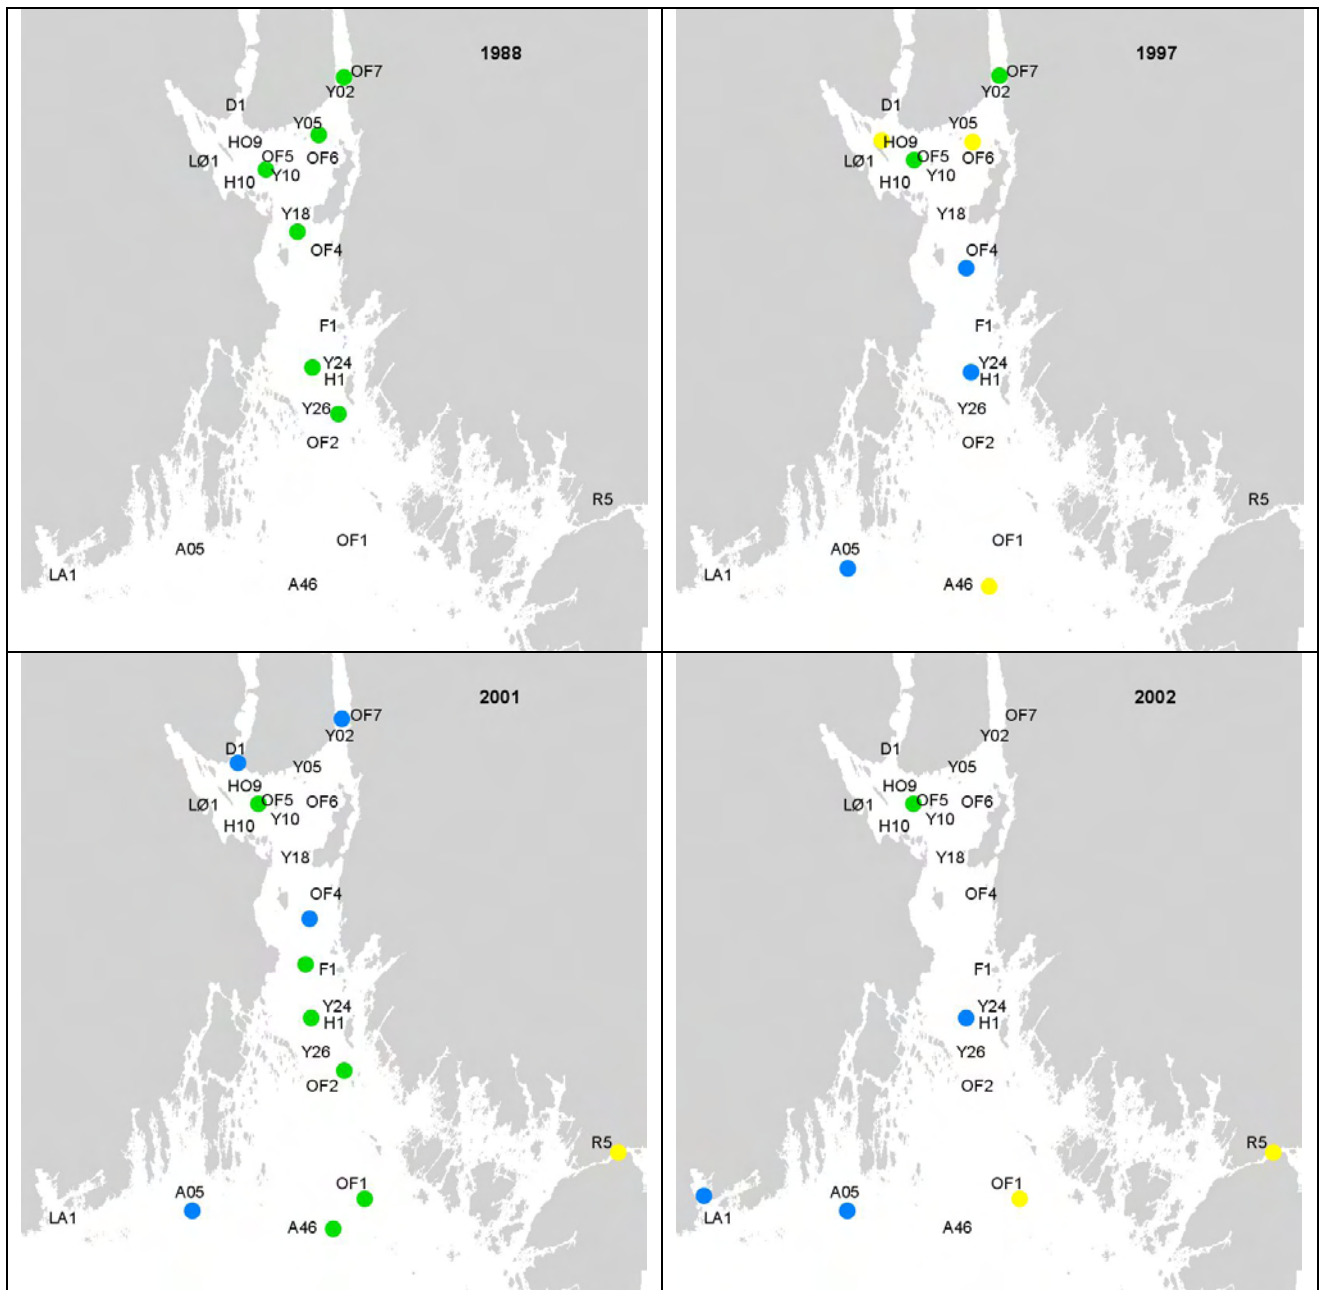 1988
OF7
Y02
D1
Y05
HO9
OF5
OF6
LØ1
Y10
H10
Y18
OF4
F1
Y24
H1
Y26
OF2
R5
OF1
A05
LA1
A46
1997
OF7
Y02
D1
Y05
HO9
OF5
OF6
LØ1
Y10
H10
Y18
OF4
F1
Y24
H1
Y26
OF2
R5
OF1
A05
LA1
A46
2001
OF7
Y02
D1
Y05
HO9
OF5
OF6
LØ1
Y10
H10
Y18
OF4
F1
Y24
H1
Y26
OF2
R5
OF1
A05
LA1
A46
2002
OF7
Y02
D1
Y05
HO9
OF5
OF6
LØ1
Y10
H10
Y18
OF4
F1
Y24
H1
Y26
OF2
R5
OF1
A05
LA1
A46